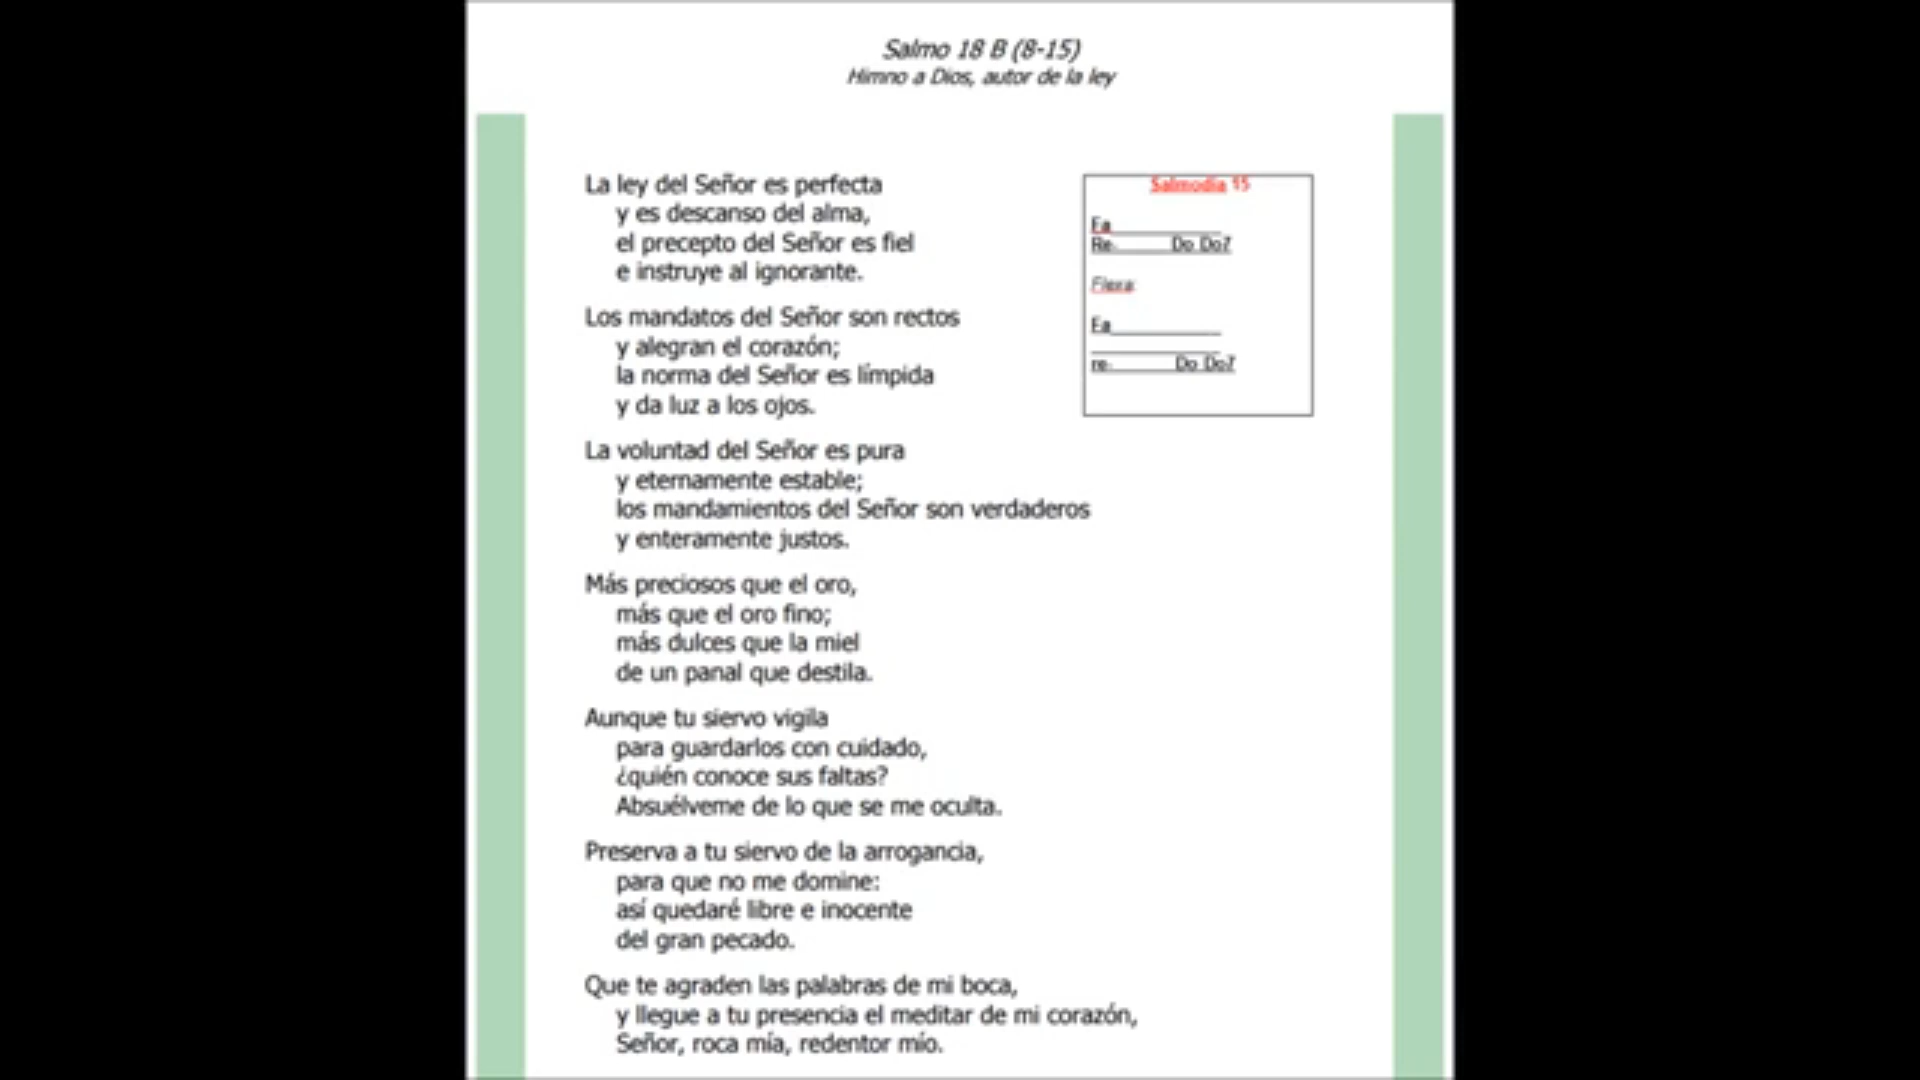 Salmo 18 B (8-15)
Himno a Dios, autor de la ley
La ley del Señor es perfecta
y es descanso del alma,
el precepto del Señor es fiel
e instruye al ignorante.
Los mandatos del Señor son rectos
y alegran el corazón;
la norma del Señor es límpida
y da luz a los ojos.
La voluntad del Señor es pura
y eternamente estable;
los mandamientos del Señor son verdaderos
y enteramente justos.
Más preciosos que el oro,
más que el oro fino;
más dulces que la miel
de un panal que destila.
Aunque tu siervo vigila
para guardarlos con cuidado,
¿quién conoce sus faltas?
Absuélveme de lo que se me oculta.
Preserva a tu siervo de la arrogancia,
para que no me domine:
así quedaré libre e inocente
del gran pecado.
Que te agraden las palabras de mi boca,
y llegue a tu presencia el meditar de mi corazón,
Señor, roca mía, redentor mío.
Salmodia 15
Fa___________
Re-______Do Do7
Flexa:
Fa___________
_____________
re-______Do Do7